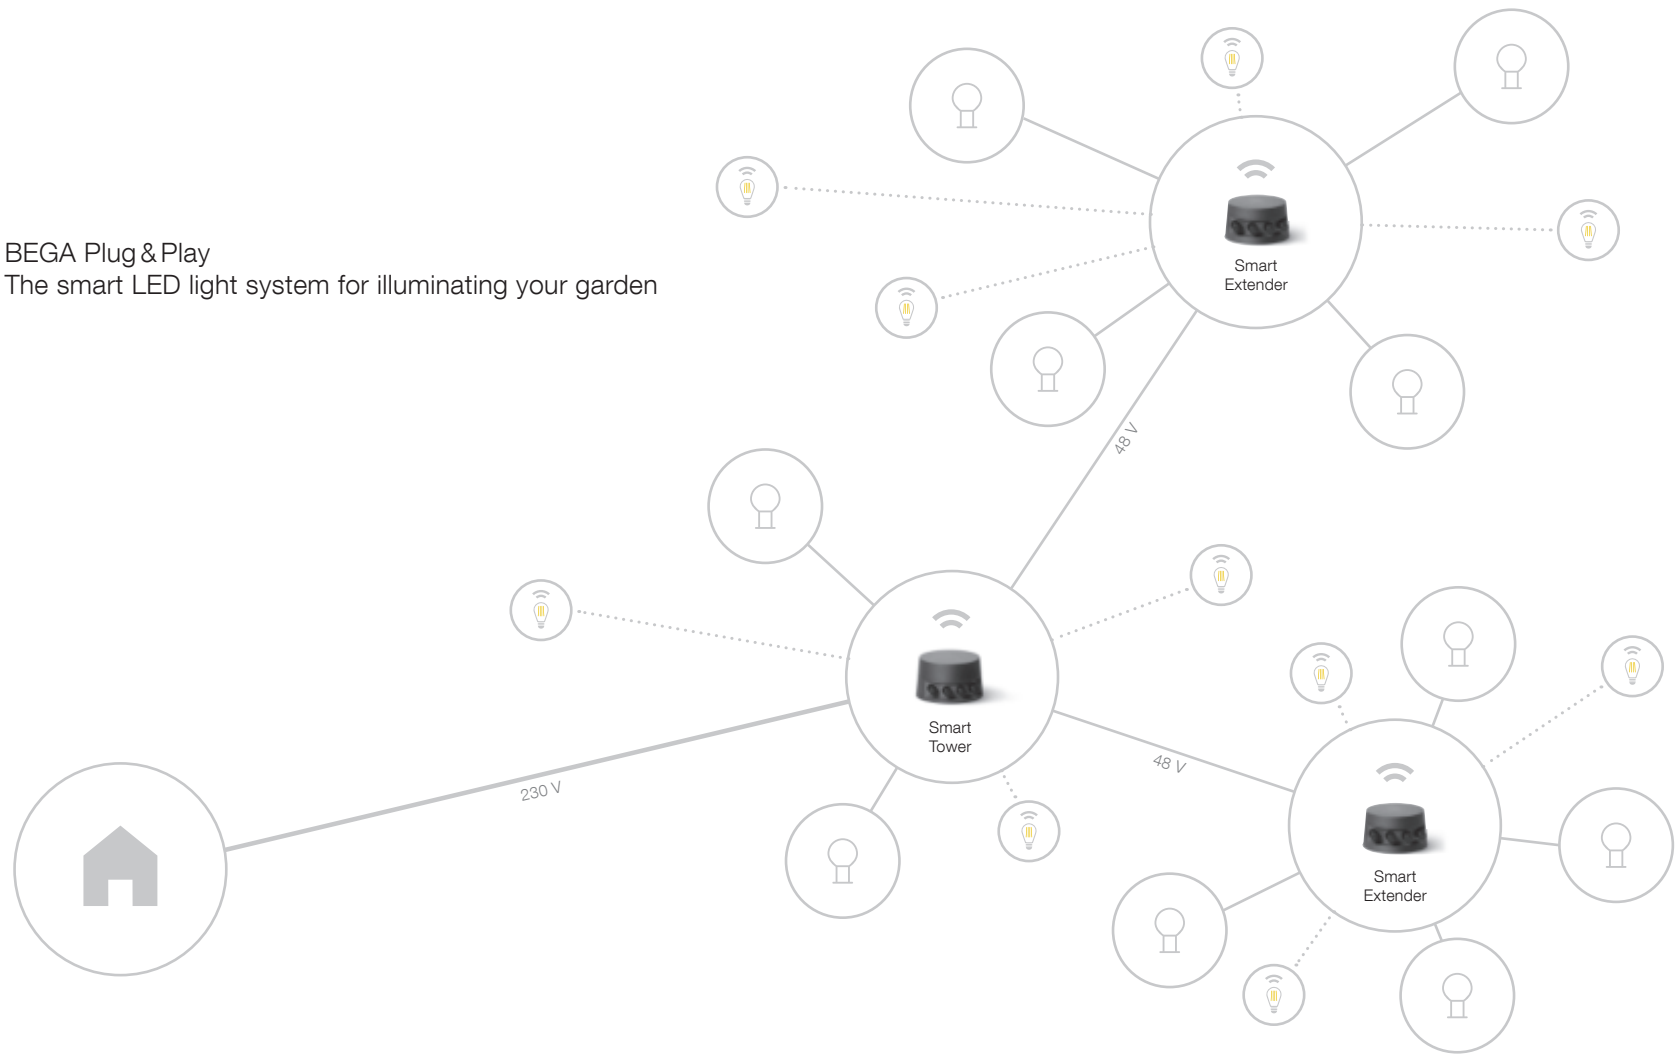 BEGA Plug & Play
The smart LED light system for illuminating your garden
Smart
Extender
48 V
Smart
Tower
48 V
230 V
Smart
Extender